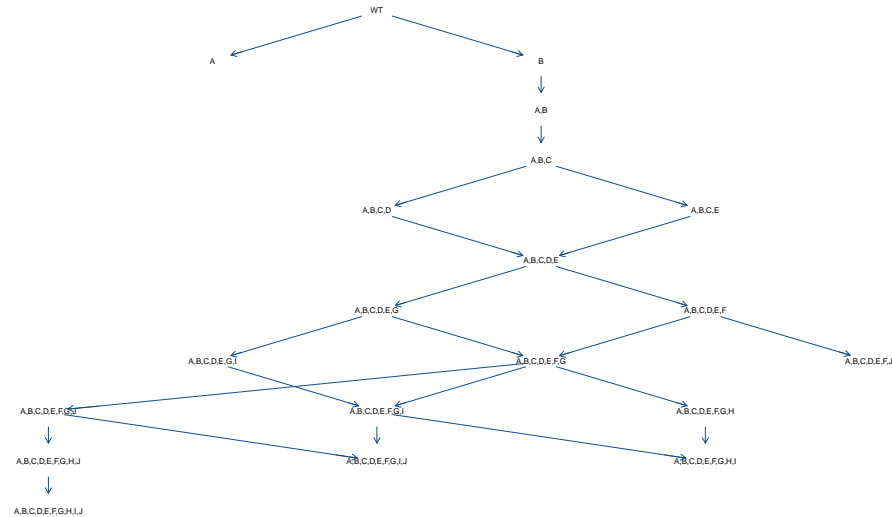 WT
A
B
A,B
A,B,C
A,B,C,D
A,B,C,E
A,B,C,D,E
A,B,C,D,E,G
A,B,C,D,E,F
A,B,C,D,E,G,I
A,B,C,D,E,F,G
A,B,C,D,E,F,J
A,B,C,D,E,F,G,J
A,B,C,D,E,F,G,I
A,B,C,D,E,F,G,H
A,B,C,D,E,F,G,H,J
A,B,C,D,E,F,G,I,J
A,B,C,D,E,F,G,H,I
A,B,C,D,E,F,G,H,I,J